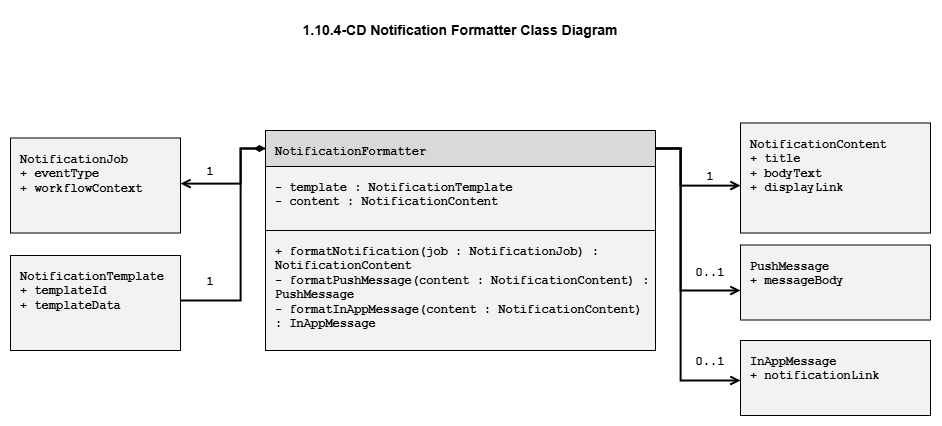 1.10.4-CD Notification Formatter Class Diagram
NotificationJob
+ eventType
+ workflowContext
1
NotificationTemplate
+ templateId
+ templateData
1
NotificationFormatter
- template : NotificationTemplate
- content : NotificationContent
+ formatNotification(job : NotificationJob) :
NotificationContent
- formatPushMessage(content : NotificationContent) :
PushMessage
- formatInAppMessage(content : NotificationContent)
: InAppMessage
1
NotificationContent
+ title
+ bodyText
+ displayLink
0..1
PushMessage
+ messageBody
0..1
InAppMessage
+ notificationLink